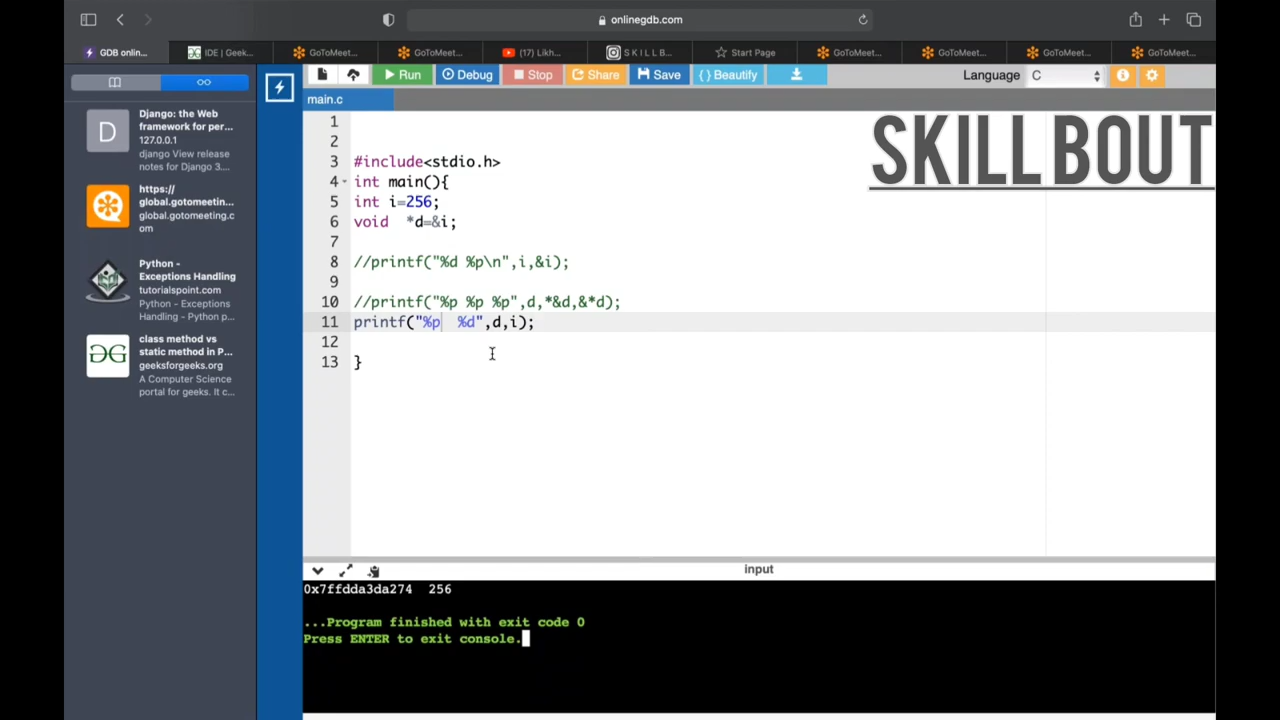 onlinegdb.com
GDB onlin...
IDE | Geek...
GoToMeet...
GoToMeet...
(17) Likh...
S K I L L B...
Start Page
GoToMeet...
GoToMeet...
GoToMeet...
GoToMeet...
Run
Debug
Stop
Share
Save
{ } Beautify
Language C
main.c
SKILL BOUT
D
Django: the Web
framework for per...
127.0.0.1
django View release
notes for Django 3....
https://
global.gotomeetin...
global.gotomeeting.c
om
Python -
Exceptions Handling
tutorialspoint.com
Python - Exceptions
Handling - Python p...
class method vs
static method in P...
geeksforgeeks.org
A Computer Science
portal for geeks. It c...
1
2
3 #include<stdio.h>
4 int main(){
5 int i=256;
6 void  *d=&i;
7
8 //printf("%d %p\n",i,&i);
9
10 //printf("%p %p %p",d,*&d,&*d);
11 printf("%p  %d",d,i);
12
13 }
input
0x7ffdda3da274  256
...Program finished with exit code 0
Press ENTER to exit console.